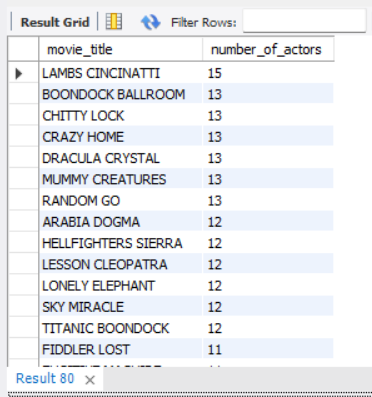 Result Grid Filter Rows:
movie_title number_of_actors
LAMBS CINCINATTI 15
BOONDOCK BALLROOM 13
CHITTY LOCK 13
CRAZY HOME 13
DRACULA CRYSTAL 13
MUMMY CREATURES 13
RANDOM GO 13
ARABIA DOGMA 12
HELLFIGHTERS SIERRA 12
LESSON CLEOPATRA 12
LONELY ELEPHANT 12
SKY MIRACLE 12
TITANIC BOONDOCK 12
FIDDLER LOST 11
Result 80 ×